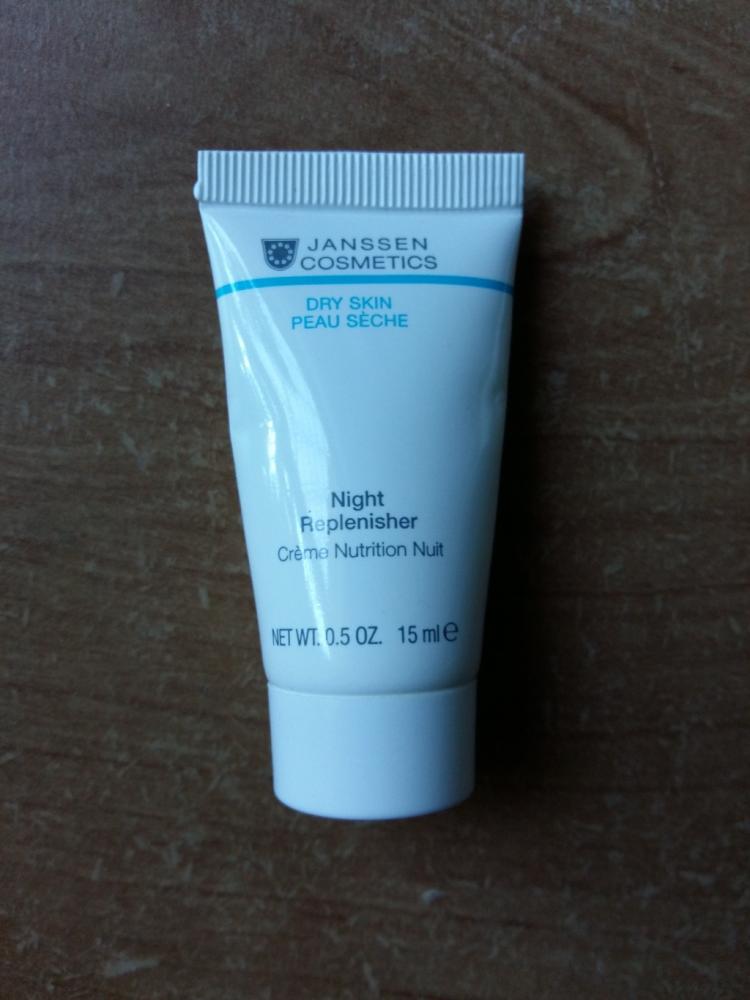 JANSSEN
COSMETICS
DRY SKIN
PEAU SÈCHE
Night
Replenisher
Crème Nutrition Nuit
NET WT. 0.5 OZ. 15 ml ℮